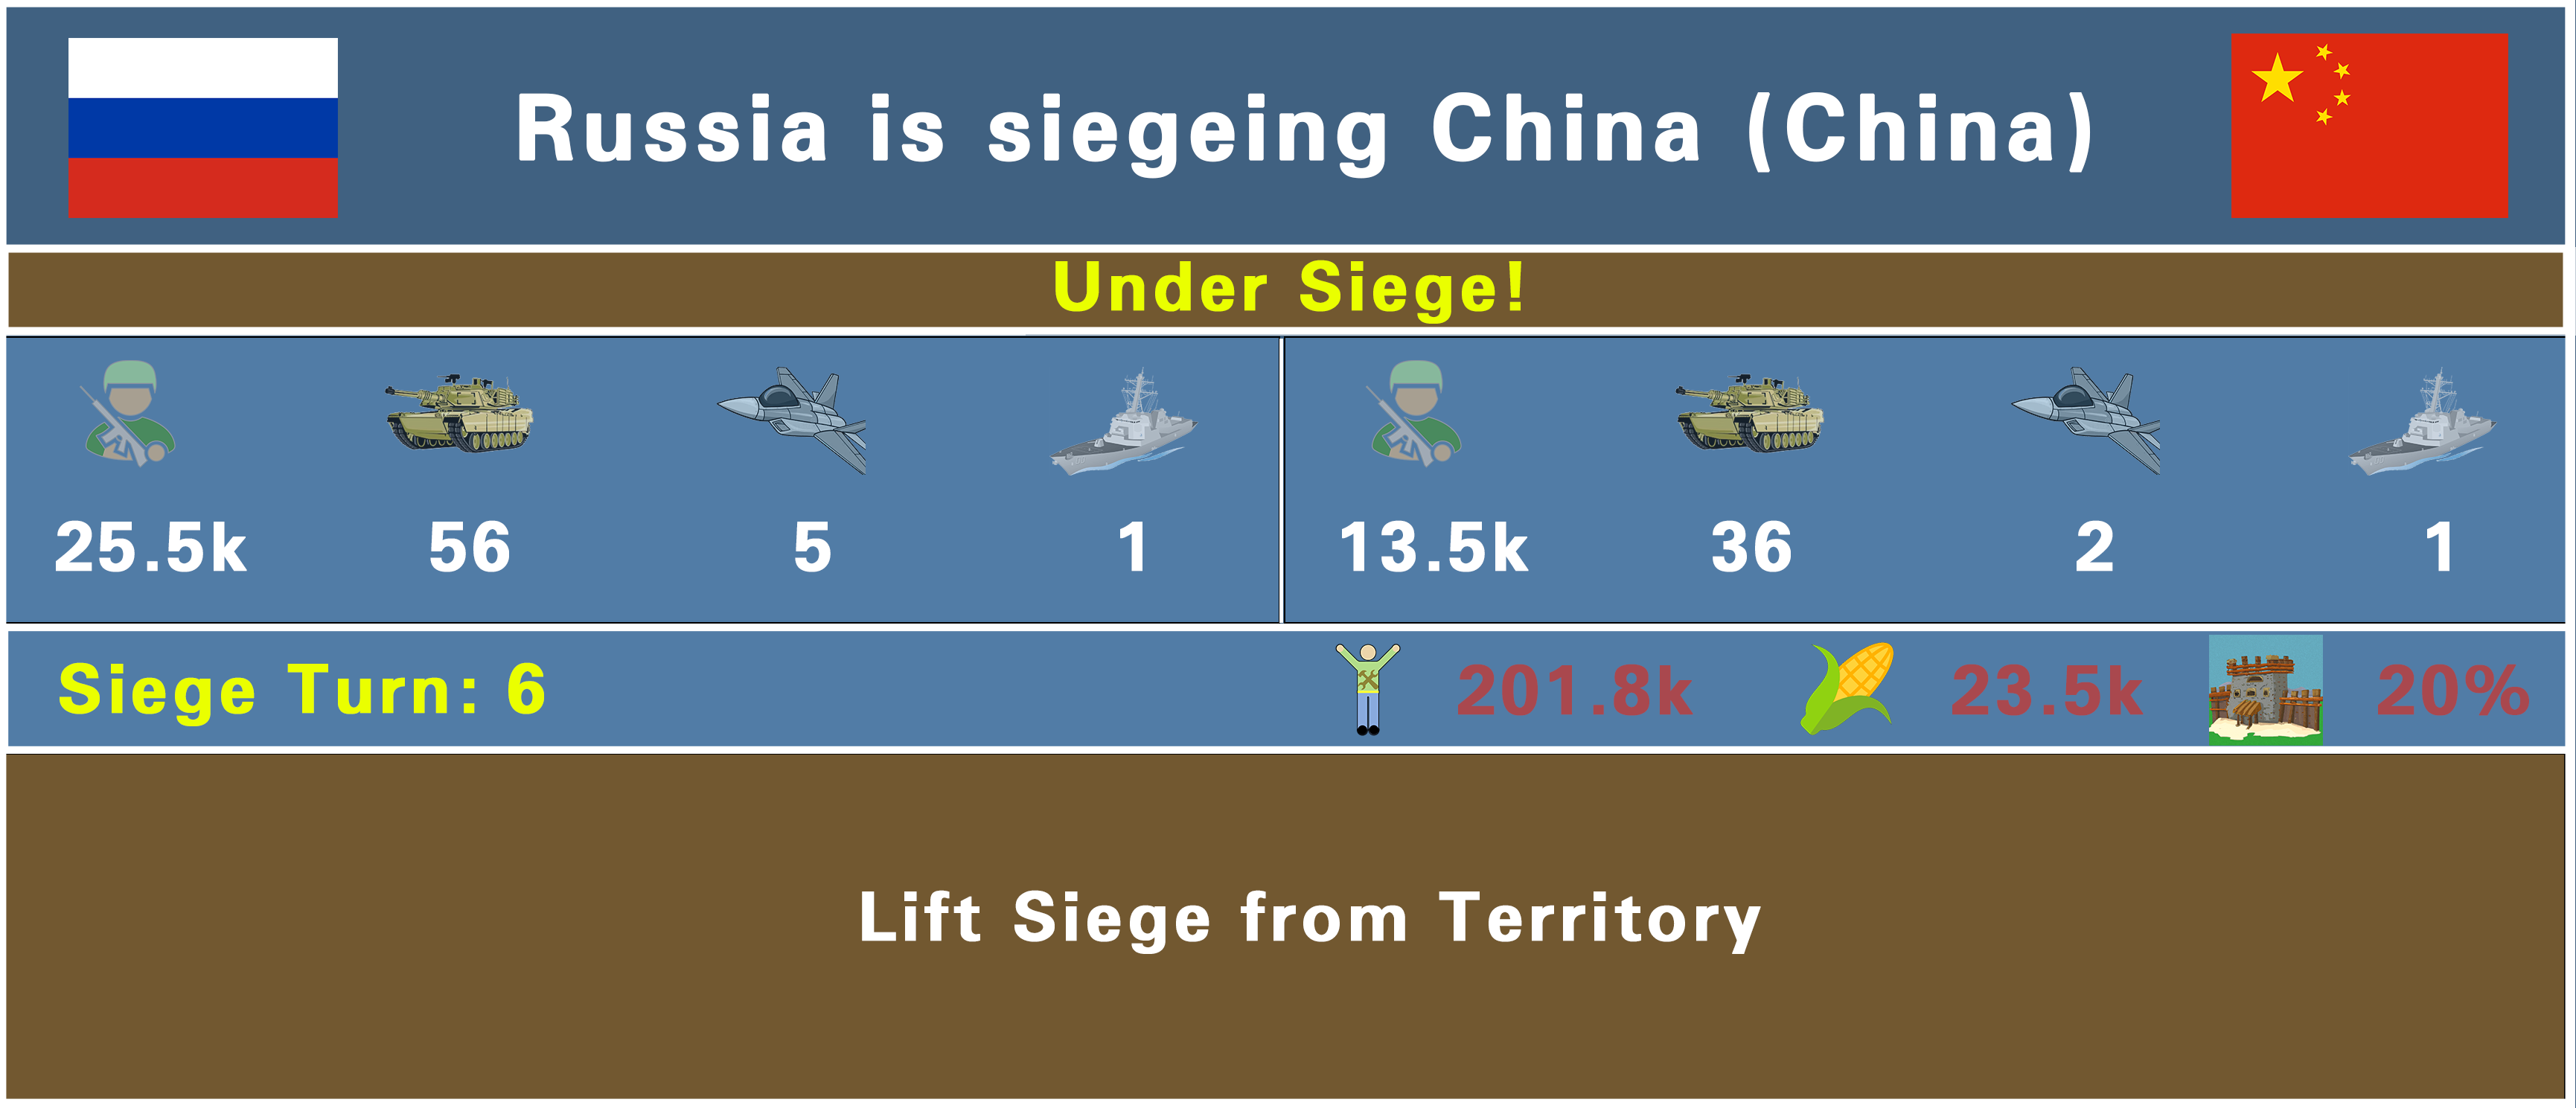 Russia is siegeing China (China)
Under Siege!
25.5k 56 5 1 13.5k 36 2 1
Siege Turn: 6 201.8k 23.5k 20%
Lift Siege from Territory